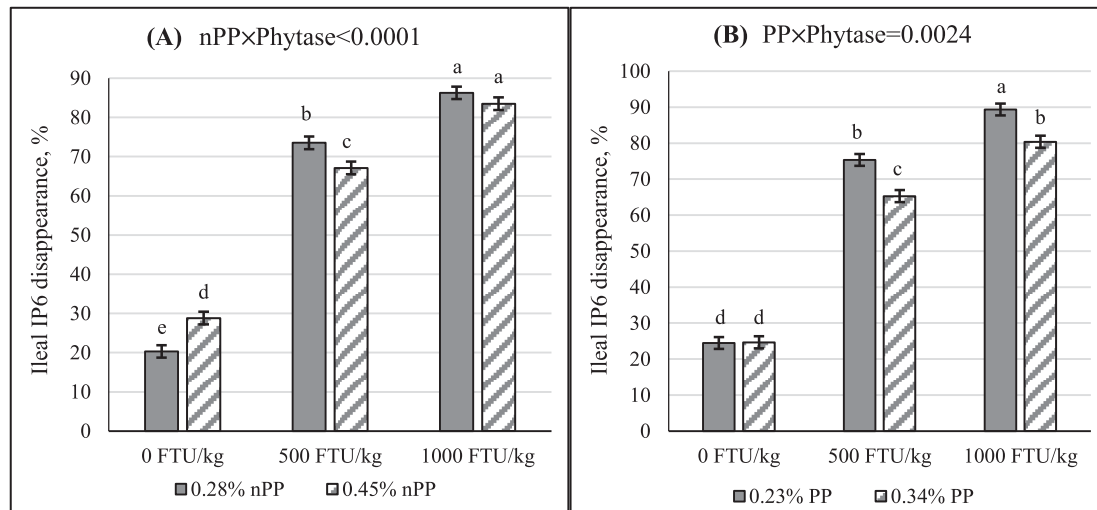 (A) nPP×Phytase<0.0001
Ileal IP6 disappearance, %
90
80
70
60
50
40
30
20
10
0
e
d
b
c
a
a
0 FTU/kg
500 FTU/kg
1000 FTU/kg
0.28% nPP
0.45% nPP
(B) PP×Phytase=0.0024
Ileal IP6 disappearance, %
100
90
80
70
60
50
40
30
20
10
0
d
d
b
c
a
b
0 FTU/kg
500 FTU/kg
1000 FTU/kg
0.23% PP
0.34% PP